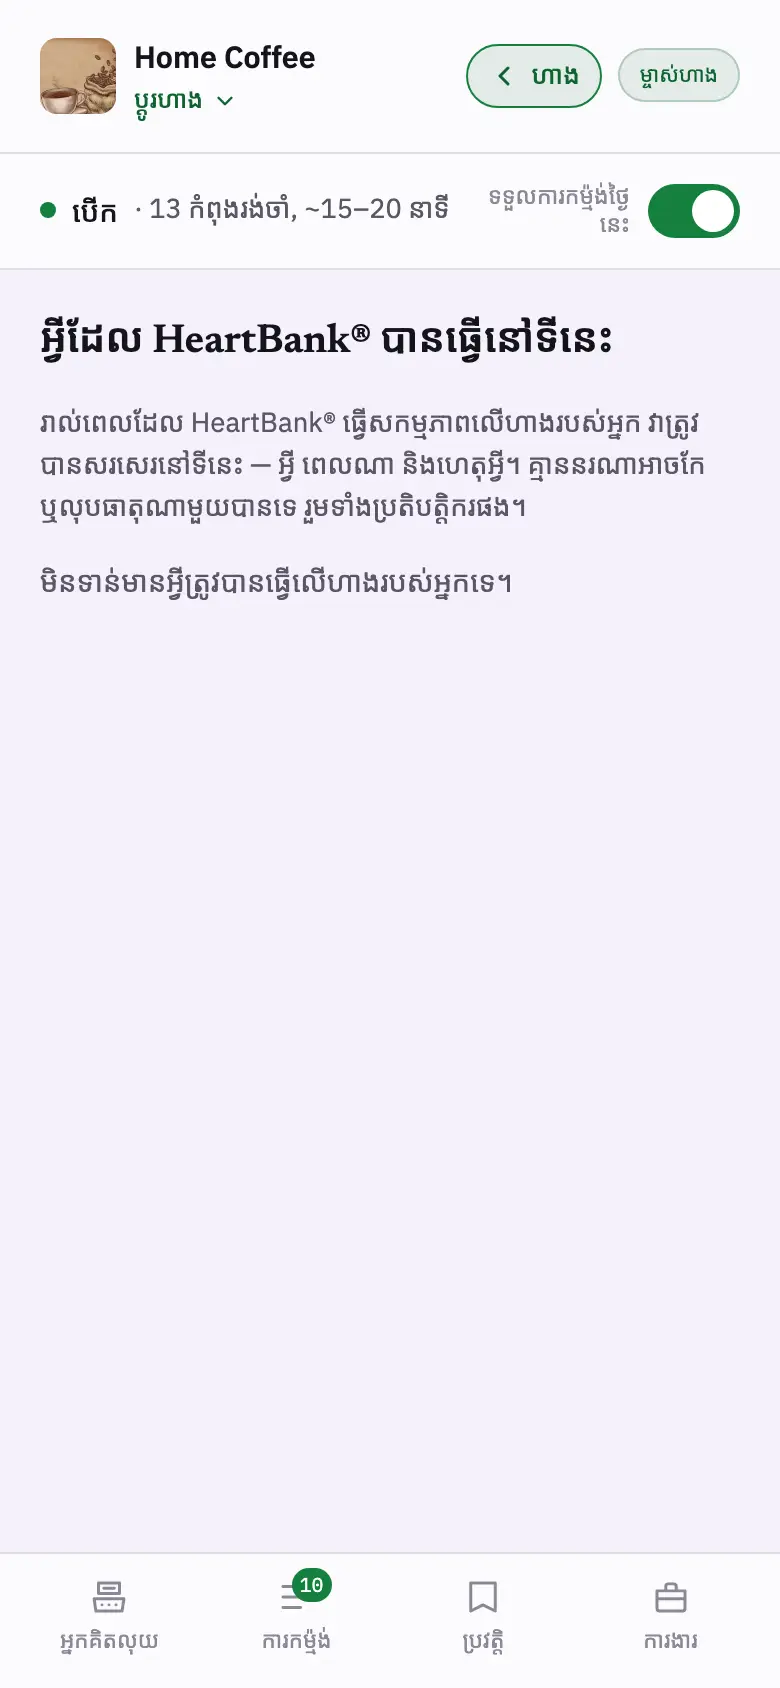 Home Coffee
ប្ដូរហាង
ហាង
ម្ចាស់ហាង
បើក · 13 កំពុងរង់ចាំ, ~15–20 នាទី
ទទួលការកម្ម៉ង់ថ្ងៃ
នេះ
អ្វីដែល HeartBank® បានធ្វើនៅទីនេះ
រាល់ពេលដែល HeartBank® ធ្វើសកម្មភាពលើហាងរបស់អ្នក វាត្រូវ
បានសរសេរនៅទីនេះ — អ្វី ពេលណា និងហេតុអ្វី។ គ្មាននរណាអាចកែ
ឬលុបធាតុណាមួយបានទេ រួមទាំងប្រតិបត្តិករផង។
មិនទាន់មានអ្វីត្រូវបានធ្វើលើហាងរបស់អ្នកទេ។
10
អ្នកគិតលុយ
ការកម្ម៉ង់
ប្រវត្តិ
ការងារ